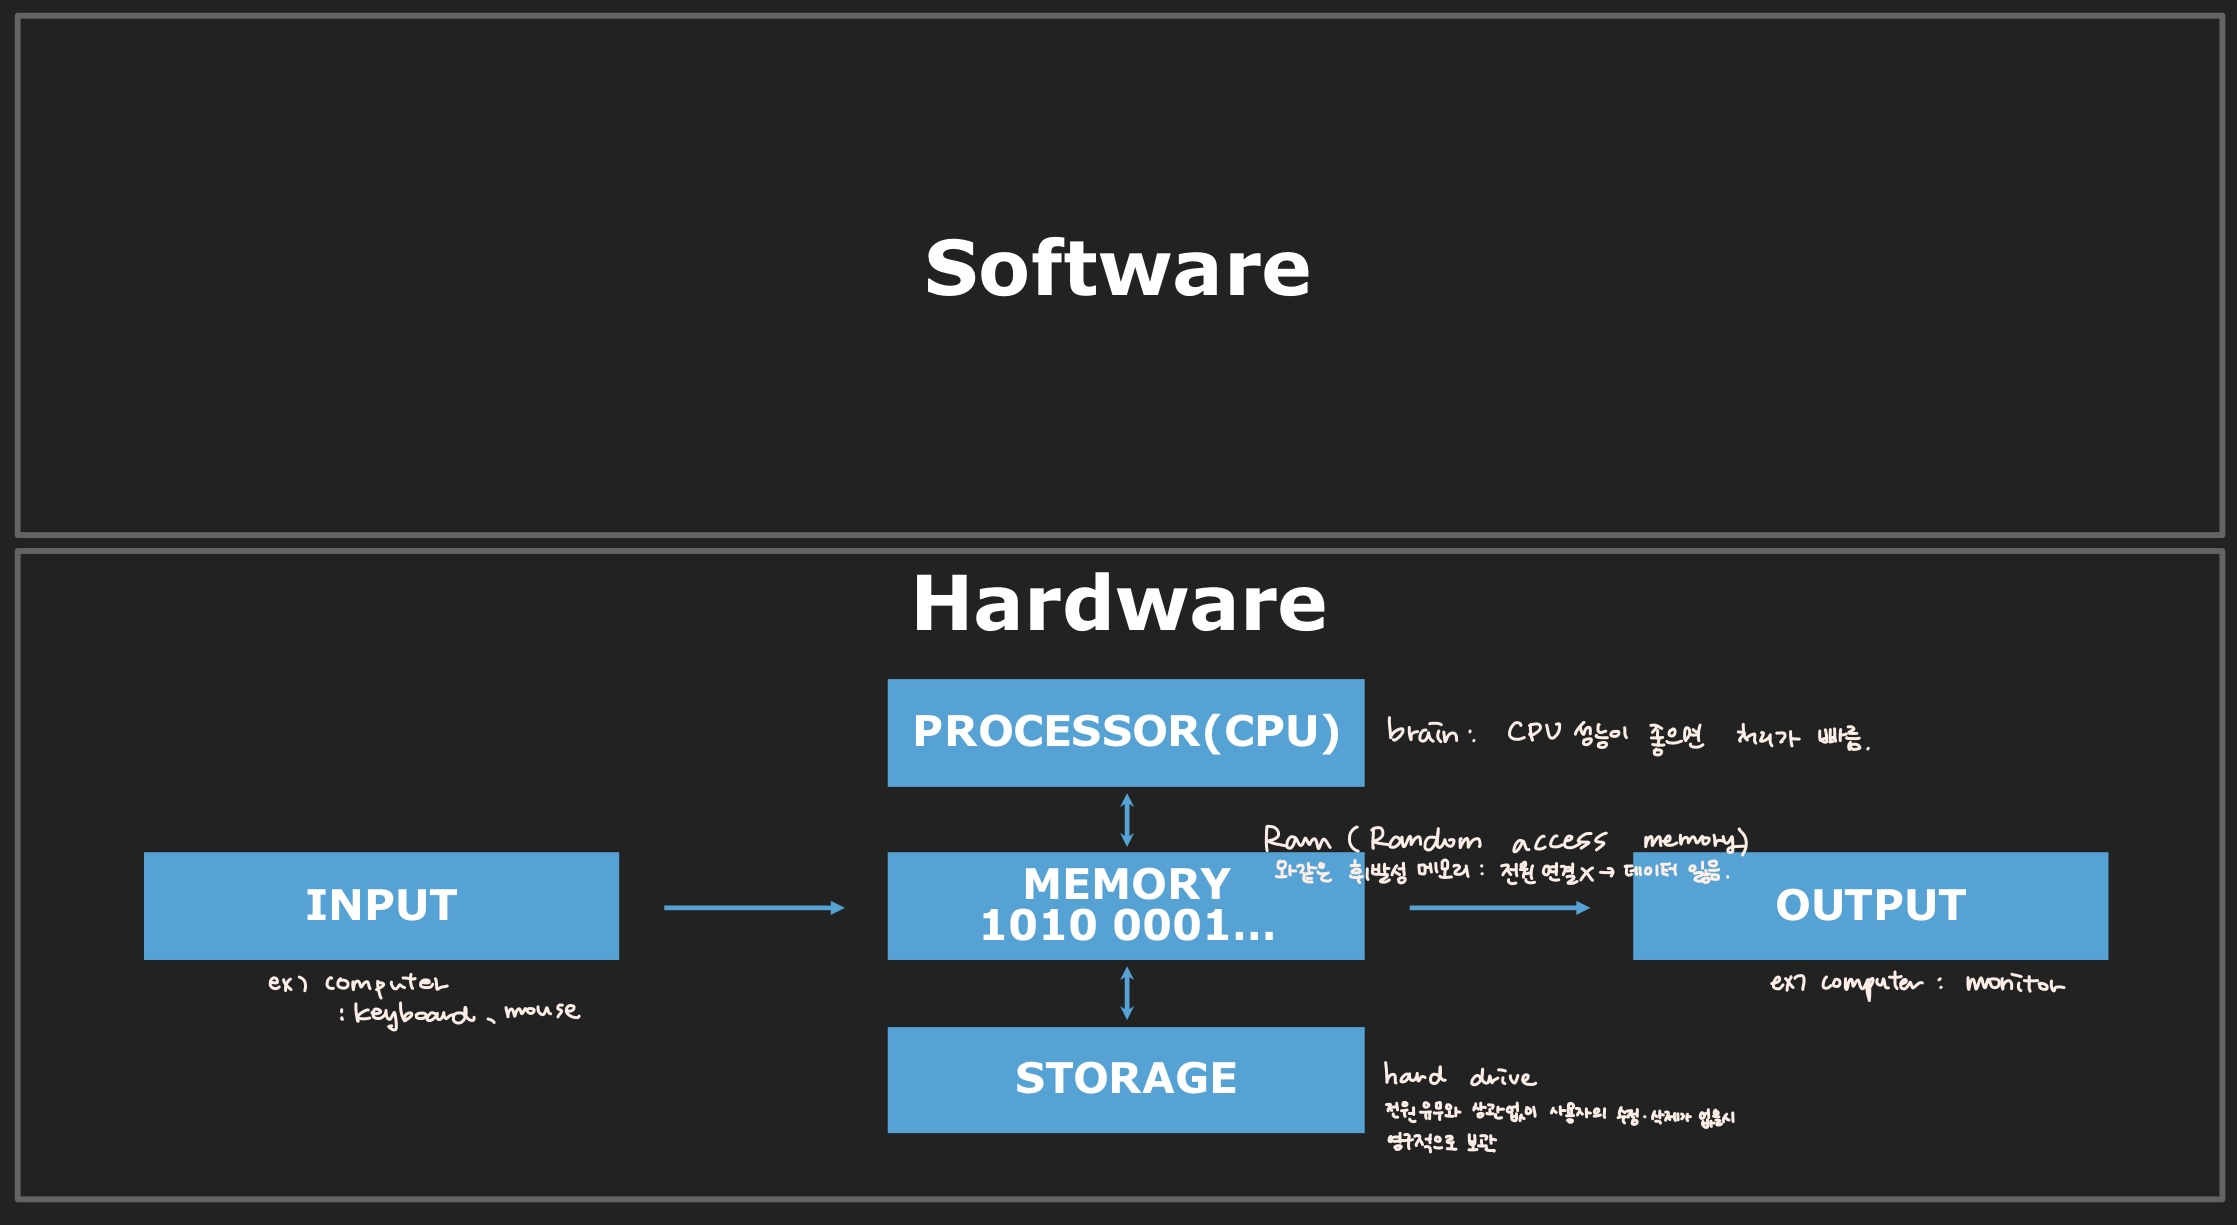 Software
Hardware
PROCESSOR(CPU)
brain : CPU 성능이 좋으면 처리가 빠름.
Ram (Random access memory)
와같은 휘발성 메모리 : 전원 연결X → 데이터 잃음.
INPUT
MEMORY
1010 0001...
OUTPUT
ex) computer
: keyboard, mouse
ex) computer : monitor
STORAGE
hard drive
전원 유무와 상관없이 사용자의 수정·삭제가 없을시
영구적으로 보관